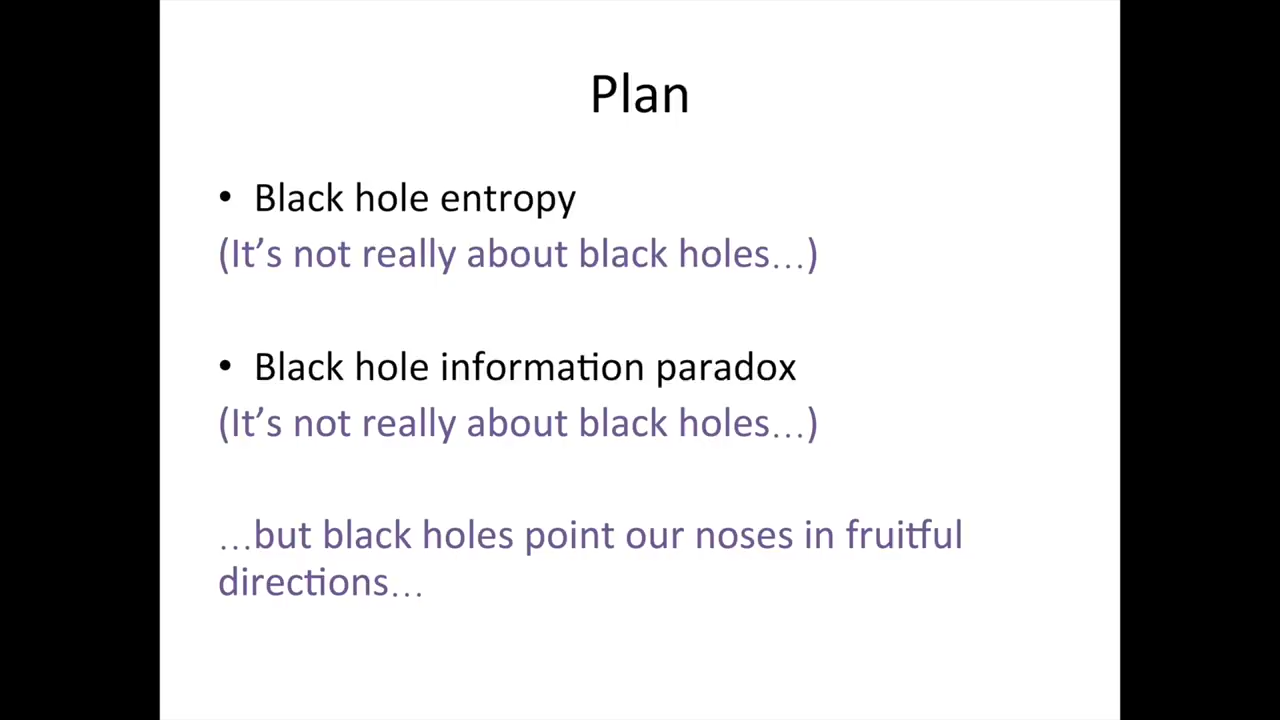 Plan
• Black hole entropy
(It’s not really about black holes…)
• Black hole information paradox
(It’s not really about black holes…)
…but black holes point our noses in fruitful
directions…